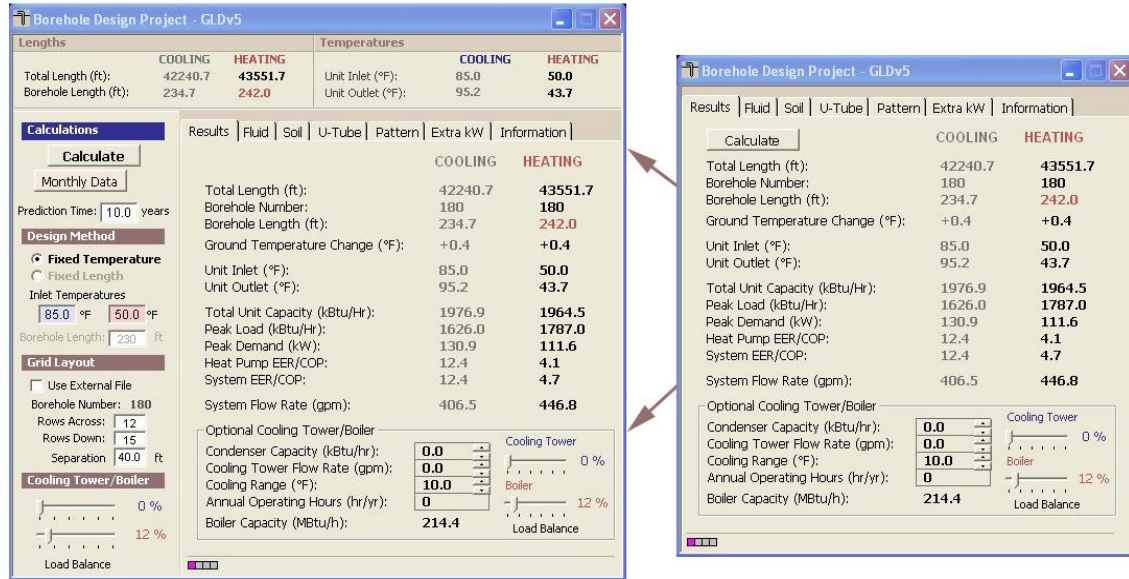 Borehole Design Project - GLDv5
Lengths Temperatures
COOLING HEATING COOLING HEATING
Total Length (ft): 42240.7 43551.7 Unit Inlet (°F): 85.0 50.0
Borehole Length (ft): 234.7 242.0 Unit Outlet (°F): 95.2 43.7
Calculations
Calculate
Monthly Data
Prediction Time: 10.0 years
Design Method
Fixed Temperature
Fixed Length
Inlet Temperatures
85.0 °F 50.0 °F
Borehole Length: 230 ft
Grid Layout
Use External File
Borehole Number: 180
Rows Across: 12
Rows Down: 15
Separation 40.0 ft
Cooling Tower/Boiler
0 %
12 %
Load Balance
Results Fluid Soil U-Tube Pattern Extra kW Information
COOLING HEATING
Total Length (ft): 42240.7 43551.7
Borehole Number: 180 180
Borehole Length (ft): 234.7 242.0
Ground Temperature Change (°F): +0.4 +0.4
Unit Inlet (°F): 85.0 50.0
Unit Outlet (°F): 95.2 43.7
Total Unit Capacity (kBtu/Hr): 1976.9 1964.5
Peak Load (kBtu/Hr): 1626.0 1787.0
Peak Demand (kW): 130.9 111.6
Heat Pump EER/COP: 12.4 4.1
System EER/COP: 12.4 4.7
System Flow Rate (gpm): 406.5 446.8
Optional Cooling Tower/Boiler
Condenser Capacity (kBtu/hr): 0.0 Cooling Tower
Cooling Tower Flow Rate (gpm): 0.0 0 %
Cooling Range (°F): 10.0 Boiler
Annual Operating Hours (hr/yr): 0 12 %
Boiler Capacity (MBtu/h): 214.4 Load Balance
Borehole Design Project - GLDv5
Results Fluid Soil U-Tube Pattern Extra kW Information
Calculate COOLING HEATING
Total Length (ft): 42240.7 43551.7
Borehole Number: 180 180
Borehole Length (ft): 234.7 242.0
Ground Temperature Change (°F): +0.4 +0.4
Unit Inlet (°F): 85.0 50.0
Unit Outlet (°F): 95.2 43.7
Total Unit Capacity (kBtu/Hr): 1976.9 1964.5
Peak Load (kBtu/Hr): 1626.0 1787.0
Peak Demand (kW): 130.9 111.6
Heat Pump EER/COP: 12.4 4.1
System EER/COP: 12.4 4.7
System Flow Rate (gpm): 406.5 446.8
Optional Cooling Tower/Boiler
Condenser Capacity (kBtu/hr): 0.0 Cooling Tower
Cooling Tower Flow Rate (gpm): 0.0 0 %
Cooling Range (°F): 10.0 Boiler
Annual Operating Hours (hr/yr): 0 12 %
Boiler Capacity (MBtu/h): 214.4 Load Balance